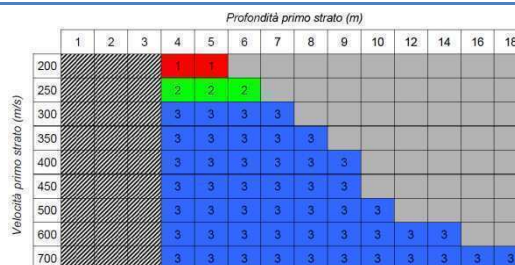 Profondità primo strato (m)
1 2 3 4 5 6 7 8 9 10 12 14 16 18
Velocità primo strato (m/s)
200 1 1
250 2 2 2
300 3 3 3 3
350 3 3 3 3 3
400 3 3 3 3 3 3
450 3 3 3 3 3 3
500 3 3 3 3 3 3 3
600 3 3 3 3 3 3 3 3 3
700 3 3 3 3 3 3 3 3 3 3 3